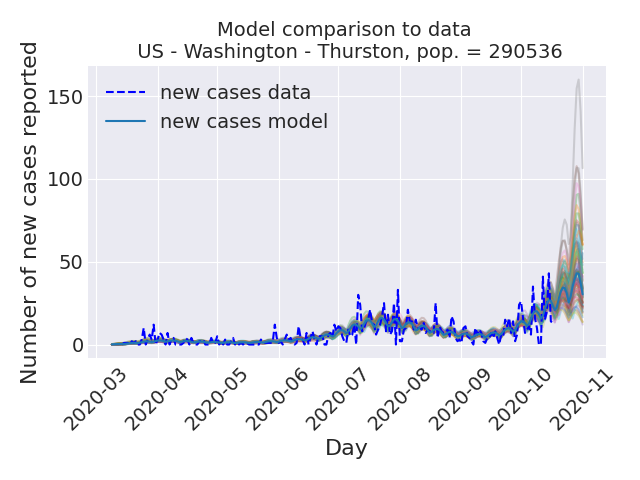 Model comparison to data
US - Washington - Thurston, pop. = 290536
new cases data
new cases model
Number of new cases reported
150
100
50
0
2020-03
2020-04
2020-05
2020-06
2020-07
2020-08
2020-09
2020-10
2020-11
Day